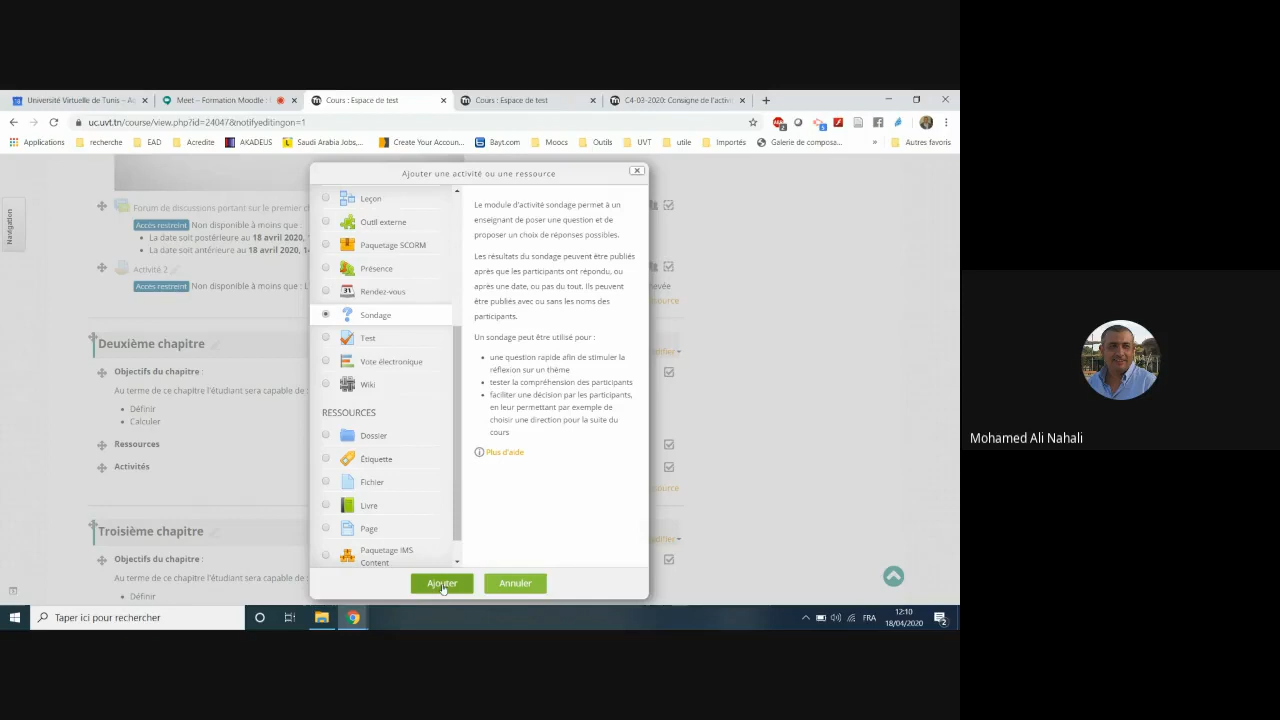 Université Virtuelle de Tunis – Ag
Meet – Formation Moodle :
Cours : Espace de test
Cours : Espace de test
C4-03-2020: Consigne de l'activi
uc.uvt.tn/course/view.php?id=24047&notifyeditingon=1
Applications
recherche
EAD
Acredite
AKADEUS
Saudi Arabia Jobs,...
Create Your Accoun...
Bayt.com
Moocs
Outils
UVT
utile
Importés
Galerie de composa...
»
Autres favoris
Navigation
Forum de discussions portant sur le premier c
Accès restreint Non disponible à moins que :
La date soit postérieure au 18 avril 2020,
La date soit antérieure au 18 avril 2020, 1
Activité 2
Accès restreint Non disponible à moins que : L
evée
source
Deuxième chapitre
Objectifs du chapitre :
Au terme de ce chapitre l'étudiant sera capable de :
Définir
Calculer
Ressources
Activités
source
Troisième chapitre
Objectifs du chapitre :
Au terme de ce chapitre l'étudiant sera capable de :
Définir
Ajouter une activité ou une ressource
Leçon
Outil externe
Paquetage SCORM
Présence
31 Rendez-vous
Sondage
Test
Vote électronique
Wiki
RESSOURCES
Dossier
Étiquette
Fichier
Livre
Page
Paquetage IMS
Content
Le module d'activité sondage permet à un
enseignant de poser une question et de
proposer un choix de réponses possibles.
Les résultats du sondage peuvent être publiés
après que les participants ont répondu, ou
après une date, ou pas du tout. Ils peuvent
être publiés avec ou sans les noms des
participants.
Un sondage peut être utilisé pour :
une question rapide afin de stimuler la
réflexion sur un thème
tester la compréhension des participants
faciliter une décision par les participants,
en leur permettant par exemple de
choisir une direction pour la suite du
cours
Plus d'aide
Ajouter
Annuler
Taper ici pour rechercher
FRA
12:10
18/04/2020
2
Mohamed Ali Nahali